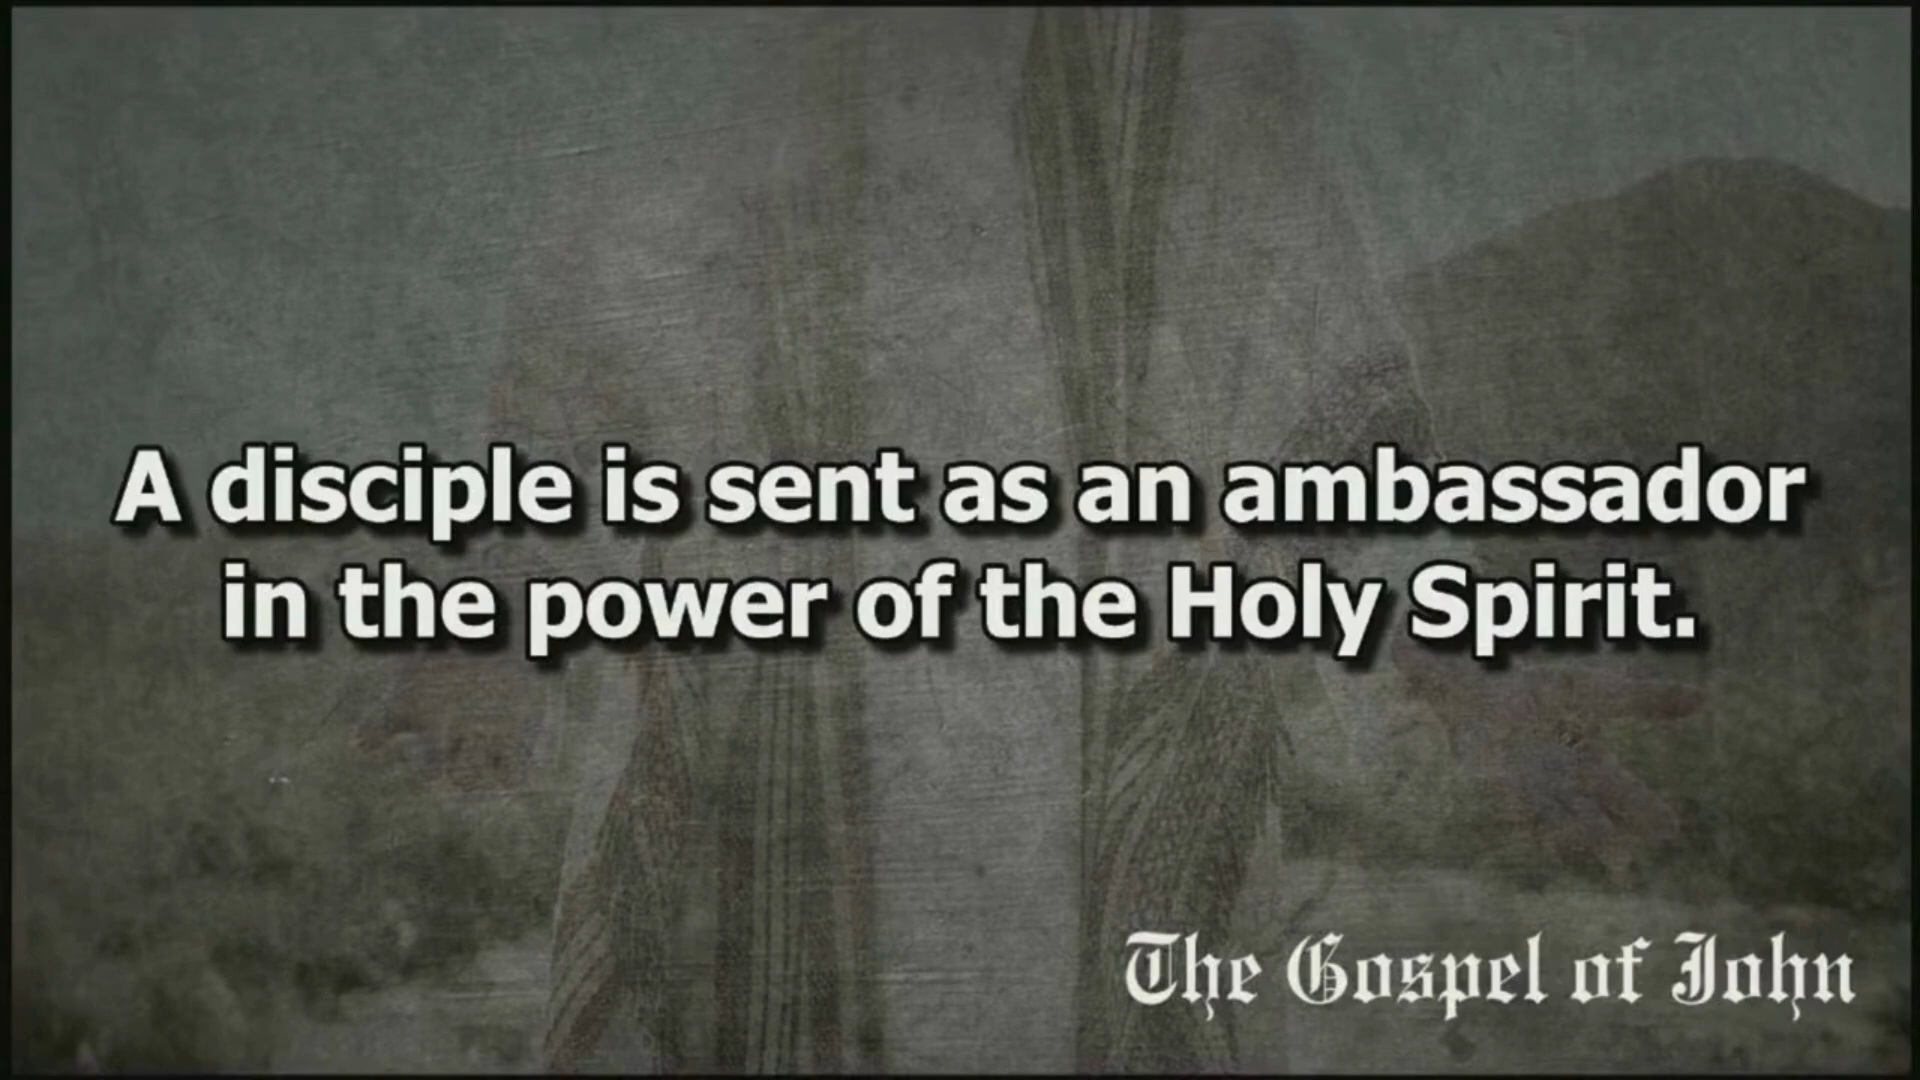 A disciple is sent as an ambassador
in the power of the Holy Spirit.
The Gospel of John